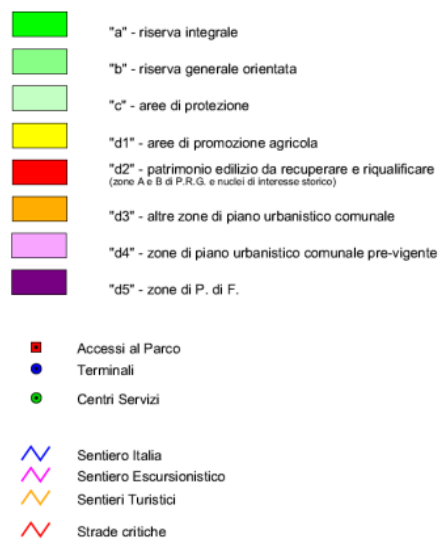 "a" - riserva integrale
"b" - riserva generale orientata
"c" - aree di protezione
"d1" - aree di promozione agricola
"d2" - patrimonio edilizio da recuperare e riqualificare
(zone A e B di P.R.G. e nuclei di interesse storico)
"d3" - altre zone di piano urbanistico comunale
"d4" - zone di piano urbanistico comunale pre-vigente
"d5" - zone di P. di F.
Accessi al Parco
Terminali
Centri Servizi
Sentiero Italia
Sentiero Escursionistico
Sentieri Turistici
Strade critiche